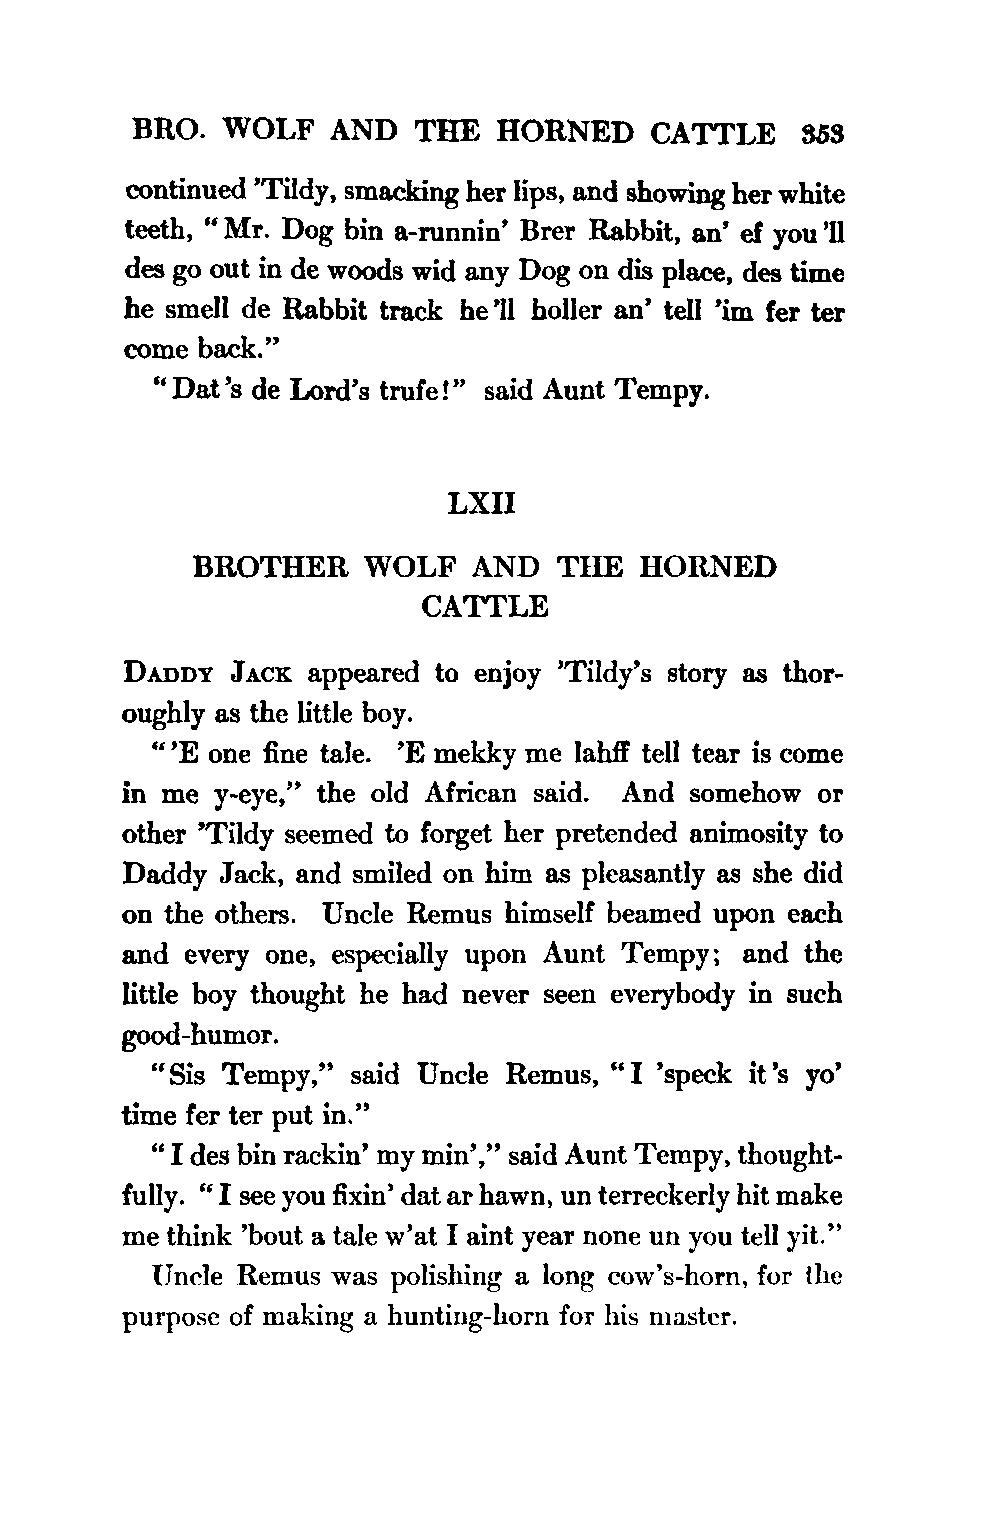 BRO. WOLF AND THE HORNED CATTLE 353
continued 'Tildy, smacking her lips, and showing her white
teeth, "Mr. Dog bin a-runnin' Brer Rabbit, an' ef you 'll
des go out in de woods wid any Dog on dis place, des time
he smell de Rabbit track he 'll holler an' tell 'im fer ter
come back."
"Dat 's de Lord's trufe!" said Aunt Tempy.
LXII
BROTHER WOLF AND THE HORNED
CATTLE
DADDY JACK appeared to enjoy 'Tildy's story as thor-
oughly as the little boy.
"'E one fine tale. 'E mekky me lahff tell tear is come
in me y-eye," the old African said. And somehow or
other 'Tildy seemed to forget her pretended animosity to
Daddy Jack, and smiled on him as pleasantly as she did
on the others. Uncle Remus himself beamed upon each
and every one, especially upon Aunt Tempy; and the
little boy thought he had never seen everybody in such
good-humor.
"Sis Tempy," said Uncle Remus, "I 'speck it 's yo'
time fer ter put in."
"I des bin rackin' my min'," said Aunt Tempy, thought-
fully. "I see you fixin' dat ar hawn, un terreckerly hit make
me think 'bout a tale w'at I aint year none un you tell yit."
Uncle Remus was polishing a long cow's-horn, for the
purpose of making a hunting-horn for his master.